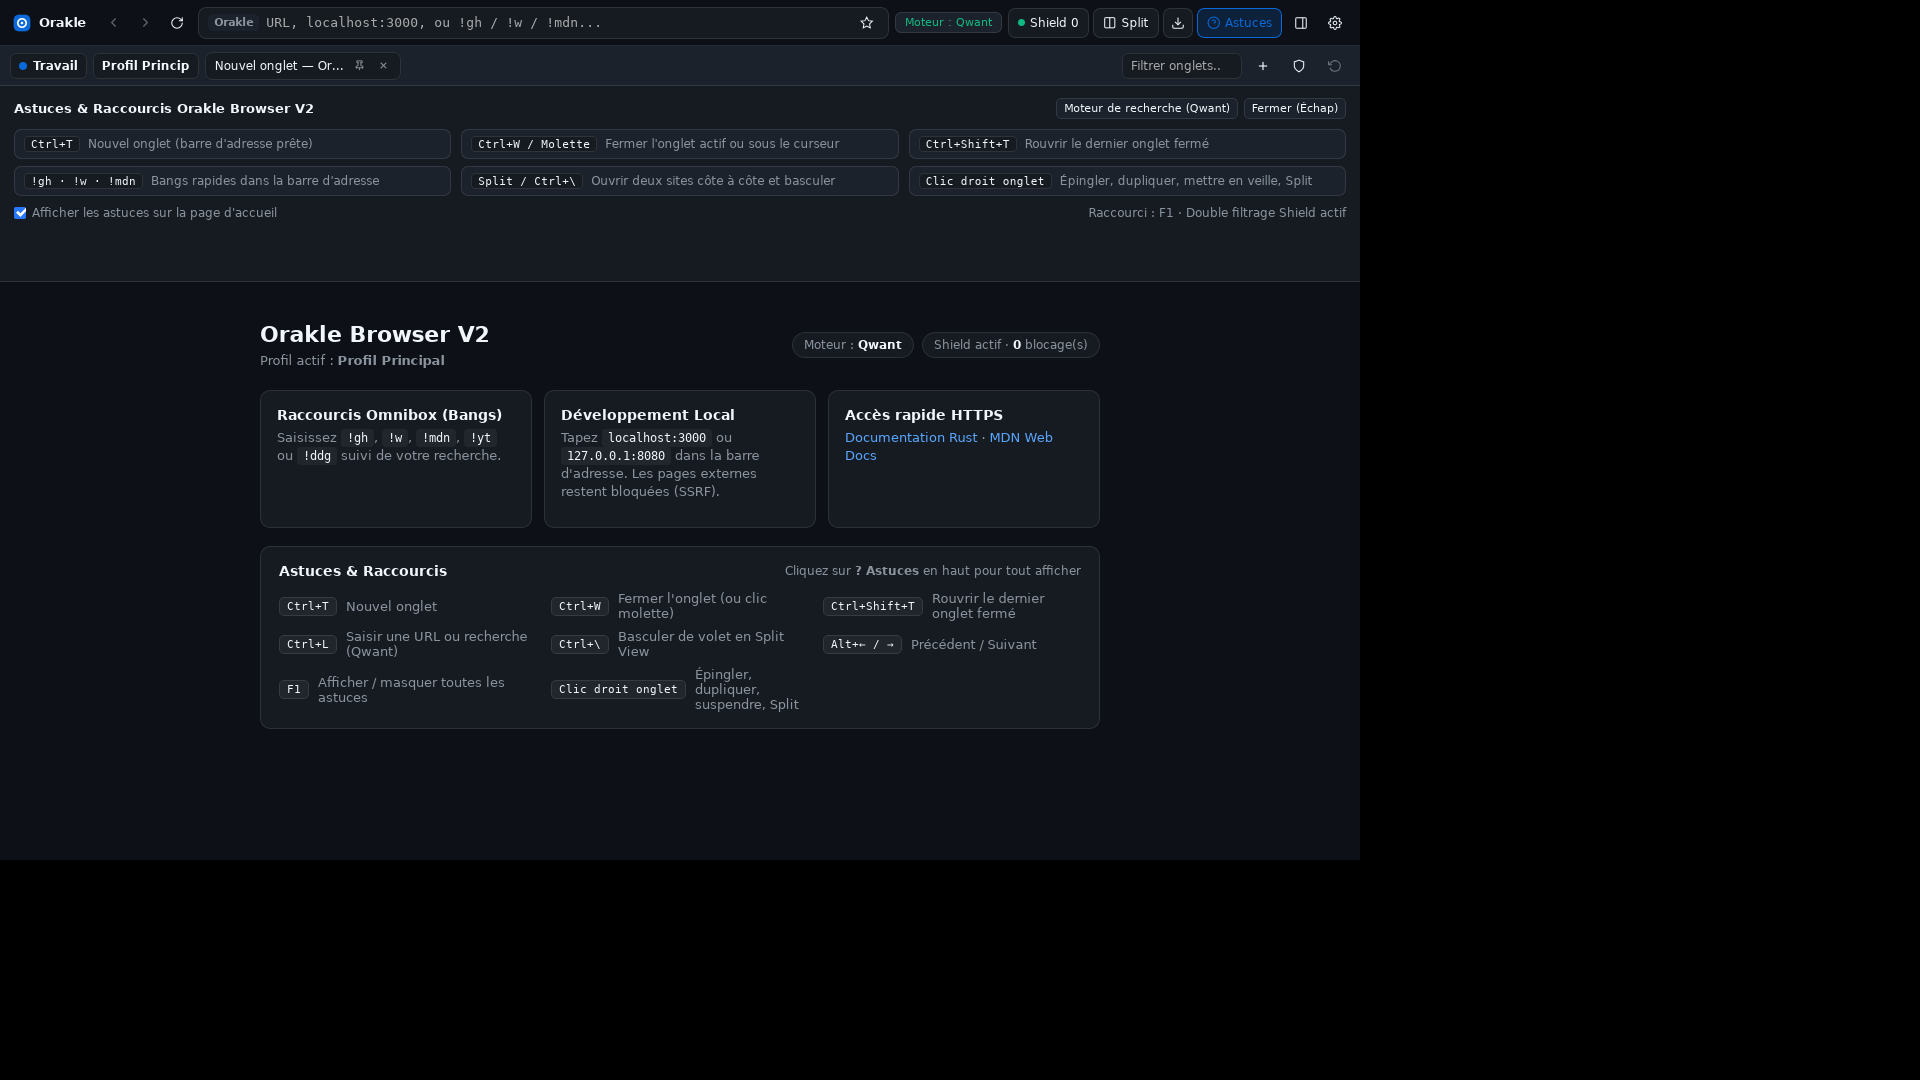 Orakle
Orakle URL, localhost:3000, ou !gh / !w / !mdn...
Moteur : Qwant
Shield 0
Split
Astuces
Travail
Profil Princip
Nouvel onglet — Or...
Filtrer onglets..
Astuces & Raccourcis Orakle Browser V2
Moteur de recherche (Qwant)
Fermer (Échap)
Ctrl+T Nouvel onglet (barre d'adresse prête)
Ctrl+W / Molette Fermer l'onglet actif ou sous le curseur
Ctrl+Shift+T Rouvrir le dernier onglet fermé
!gh · !w · !mdn Bangs rapides dans la barre d'adresse
Split / Ctrl+\ Ouvrir deux sites côte à côte et basculer
Clic droit onglet Épingler, dupliquer, mettre en veille, Split
Afficher les astuces sur la page d'accueil
Raccourci : F1 · Double filtrage Shield actif
Orakle Browser V2
Profil actif : Profil Principal
Moteur : Qwant
Shield actif · 0 blocage(s)
Raccourcis Omnibox (Bangs)
Saisissez !gh, !w, !mdn, !yt
ou !ddg suivi de votre recherche.
Développement Local
Tapez localhost:3000 ou
127.0.0.1:8080 dans la barre
d'adresse. Les pages externes
restent bloquées (SSRF).
Accès rapide HTTPS
Documentation Rust · MDN Web
Docs
Astuces & Raccourcis
Cliquez sur ? Astuces en haut pour tout afficher
Ctrl+T Nouvel onglet
Ctrl+W Fermer l'onglet (ou clic
molette)
Ctrl+Shift+T Rouvrir le dernier
onglet fermé
Ctrl+L Saisir une URL ou recherche
(Qwant)
Ctrl+\ Basculer de volet en Split
View
Alt+← / → Précédent / Suivant
F1 Afficher / masquer toutes les
astuces
Clic droit onglet Épingler,
dupliquer,
suspendre, Split